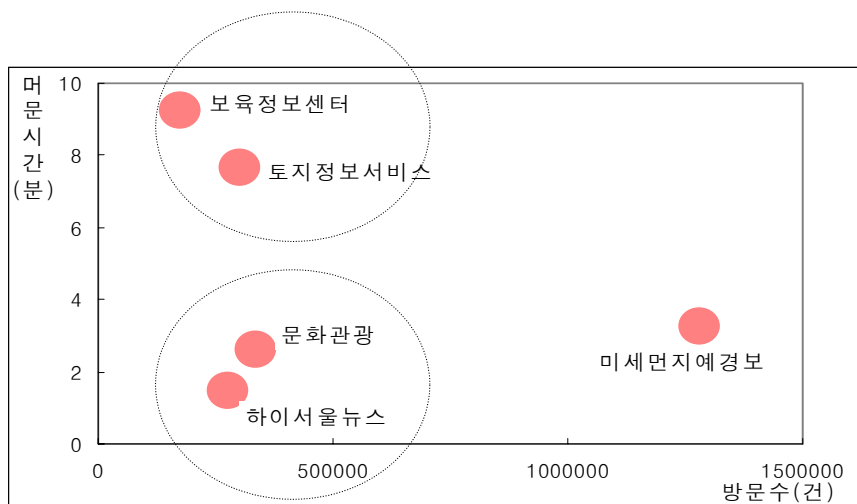 머문시간(분)
10
8
6
4
2
0
보육정보센터
토지정보서비스
문화관광
미세먼지예경보
하이서울뉴스
0
500000
1000000
1500000
방문수(건)